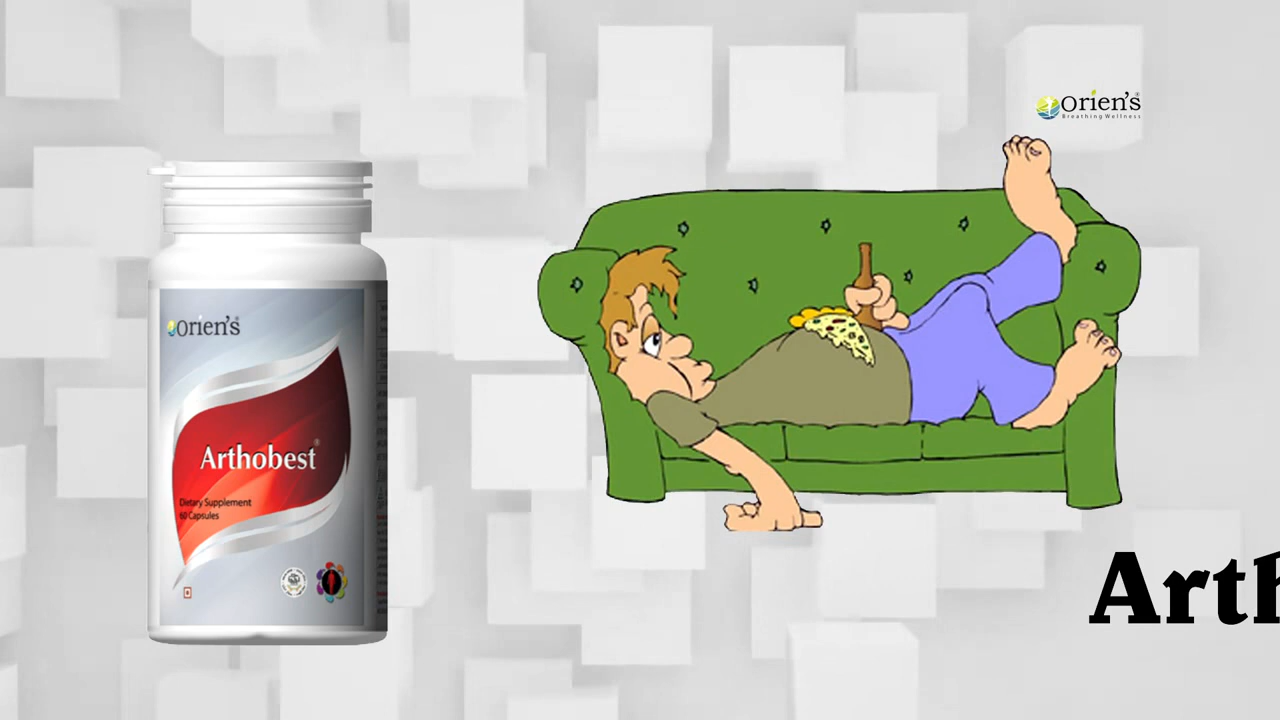 Orien's®
Breathing Wellness
Orien's®
Arthobest®
Dietary Supplement
60 Capsules
Arth